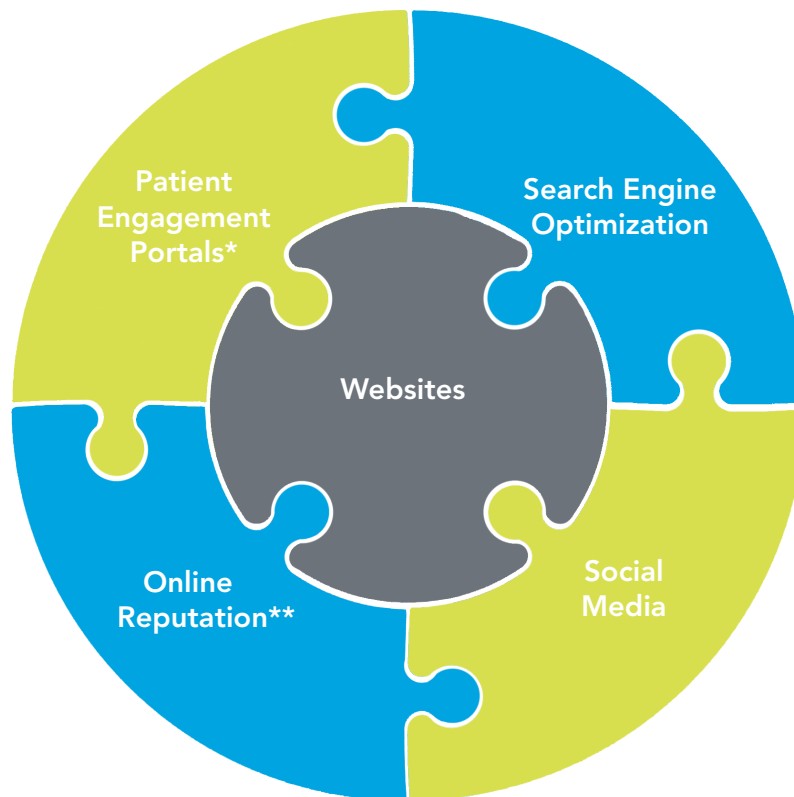 Patient
Engagement
Portals*
Search Engine
Optimization
Websites
Online
Reputation**
Social
Media